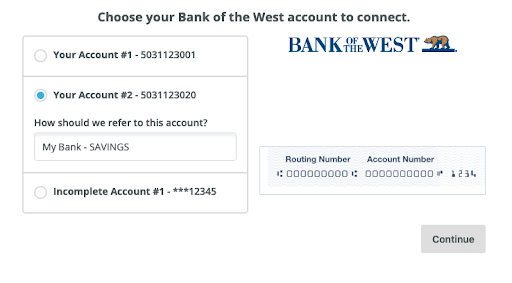 Choose your Bank of the West account to connect.
Your Account #1 - 5031123001
Your Account #2 - 5031123020
How should we refer to this account?
My Bank - SAVINGS
Incomplete Account #1 - ***12345
BANK OF THE WEST
Routing Number Account Number
⑆ 000000000 ⑆ 0000000000 ⑈ 1234
Continue